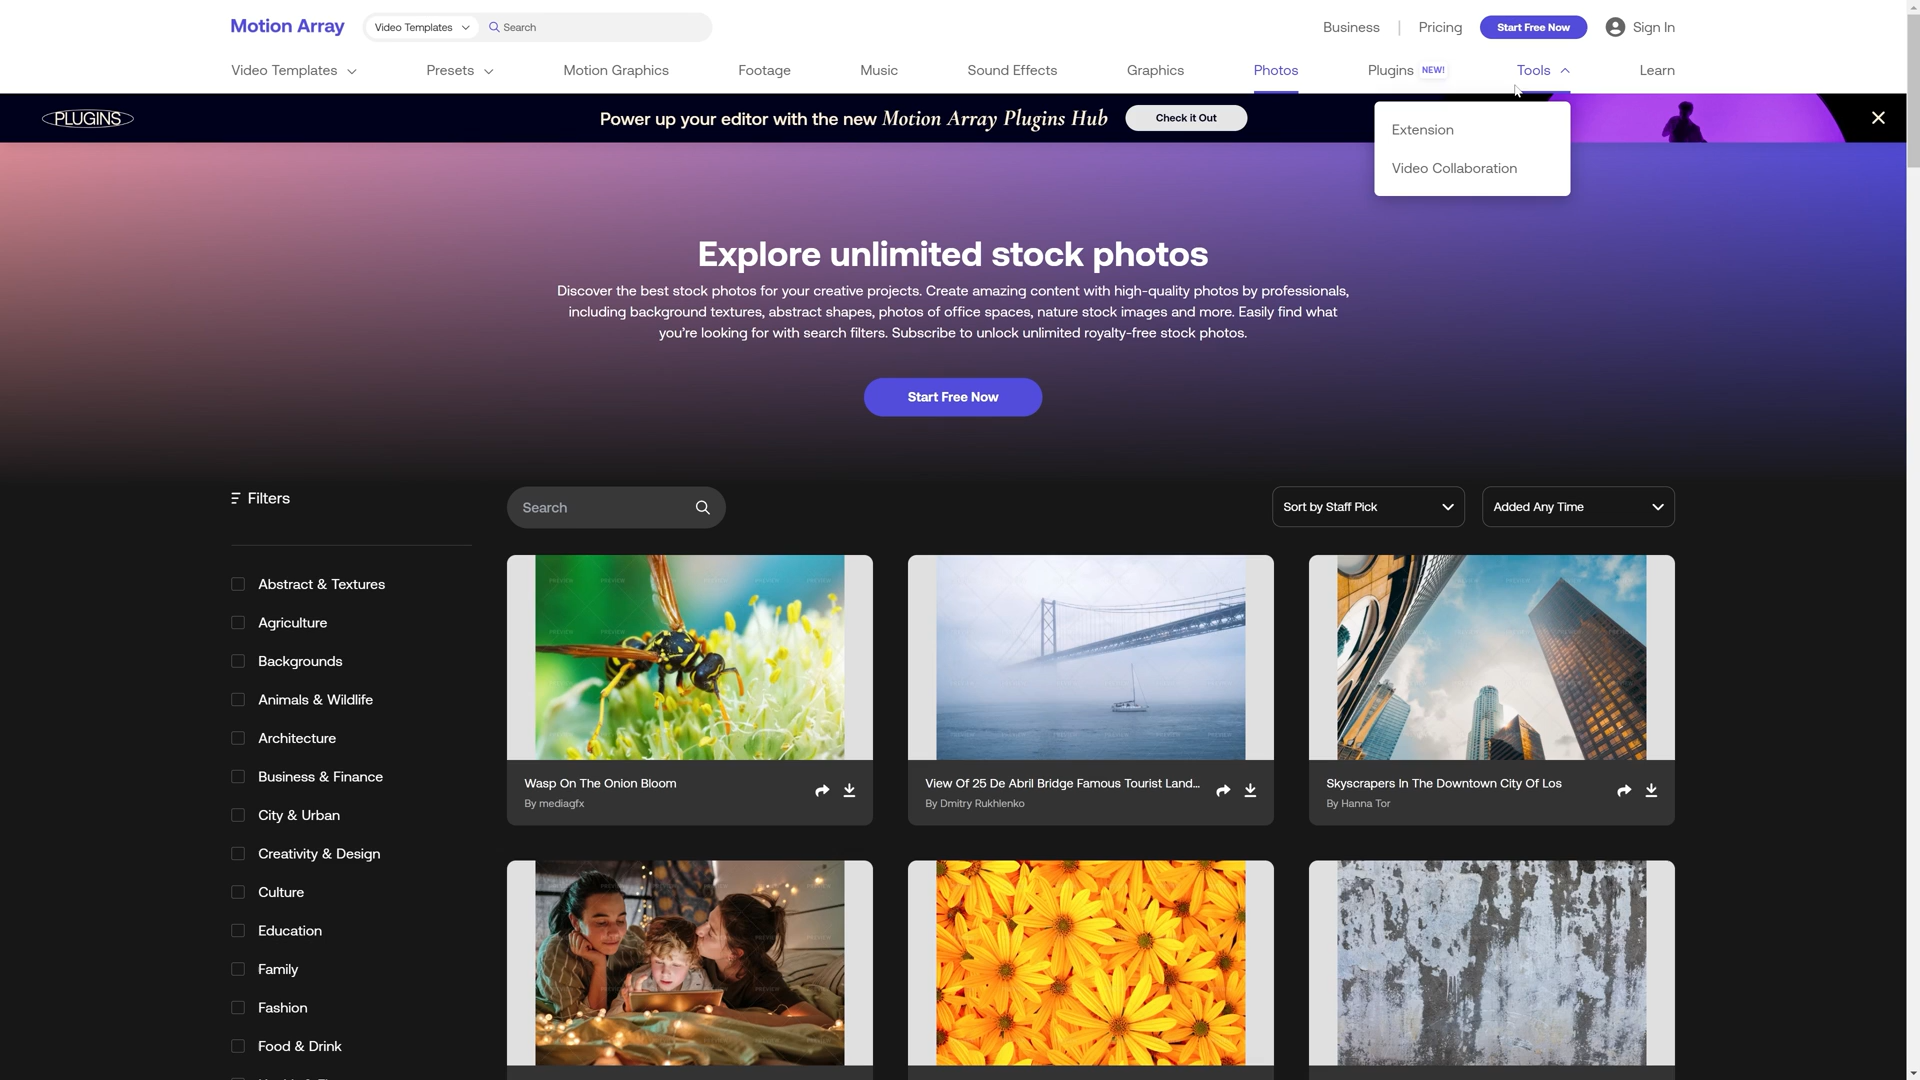 Motion Array
Video Templates
Search
Business
Pricing
Start Free Now
Sign In
Video Templates
Presets
Motion Graphics
Footage
Music
Sound Effects
Graphics
Photos
Plugins NEW!
Tools
Learn
PLUGINS
Power up your editor with the new Motion Array Plugins Hub
Check it Out
Extension
Video Collaboration
Explore unlimited stock photos
Discover the best stock photos for your creative projects. Create amazing content with high-quality photos by professionals,
including background textures, abstract shapes, photos of office spaces, nature stock images and more. Easily find what
you’re looking for with search filters. Subscribe to unlock unlimited royalty-free stock photos.
Start Free Now
Filters
Search
Sort by Staff Pick
Added Any Time
Abstract & Textures
Agriculture
Backgrounds
Animals & Wildlife
Architecture
Business & Finance
City & Urban
Creativity & Design
Culture
Education
Family
Fashion
Food & Drink
Wasp On The Onion Bloom
By mediagfx
View Of 25 De Abril Bridge Famous Tourist Land...
By Dmitry Rukhlenko
Skyscrapers In The Downtown City Of Los
By Hanna Tor